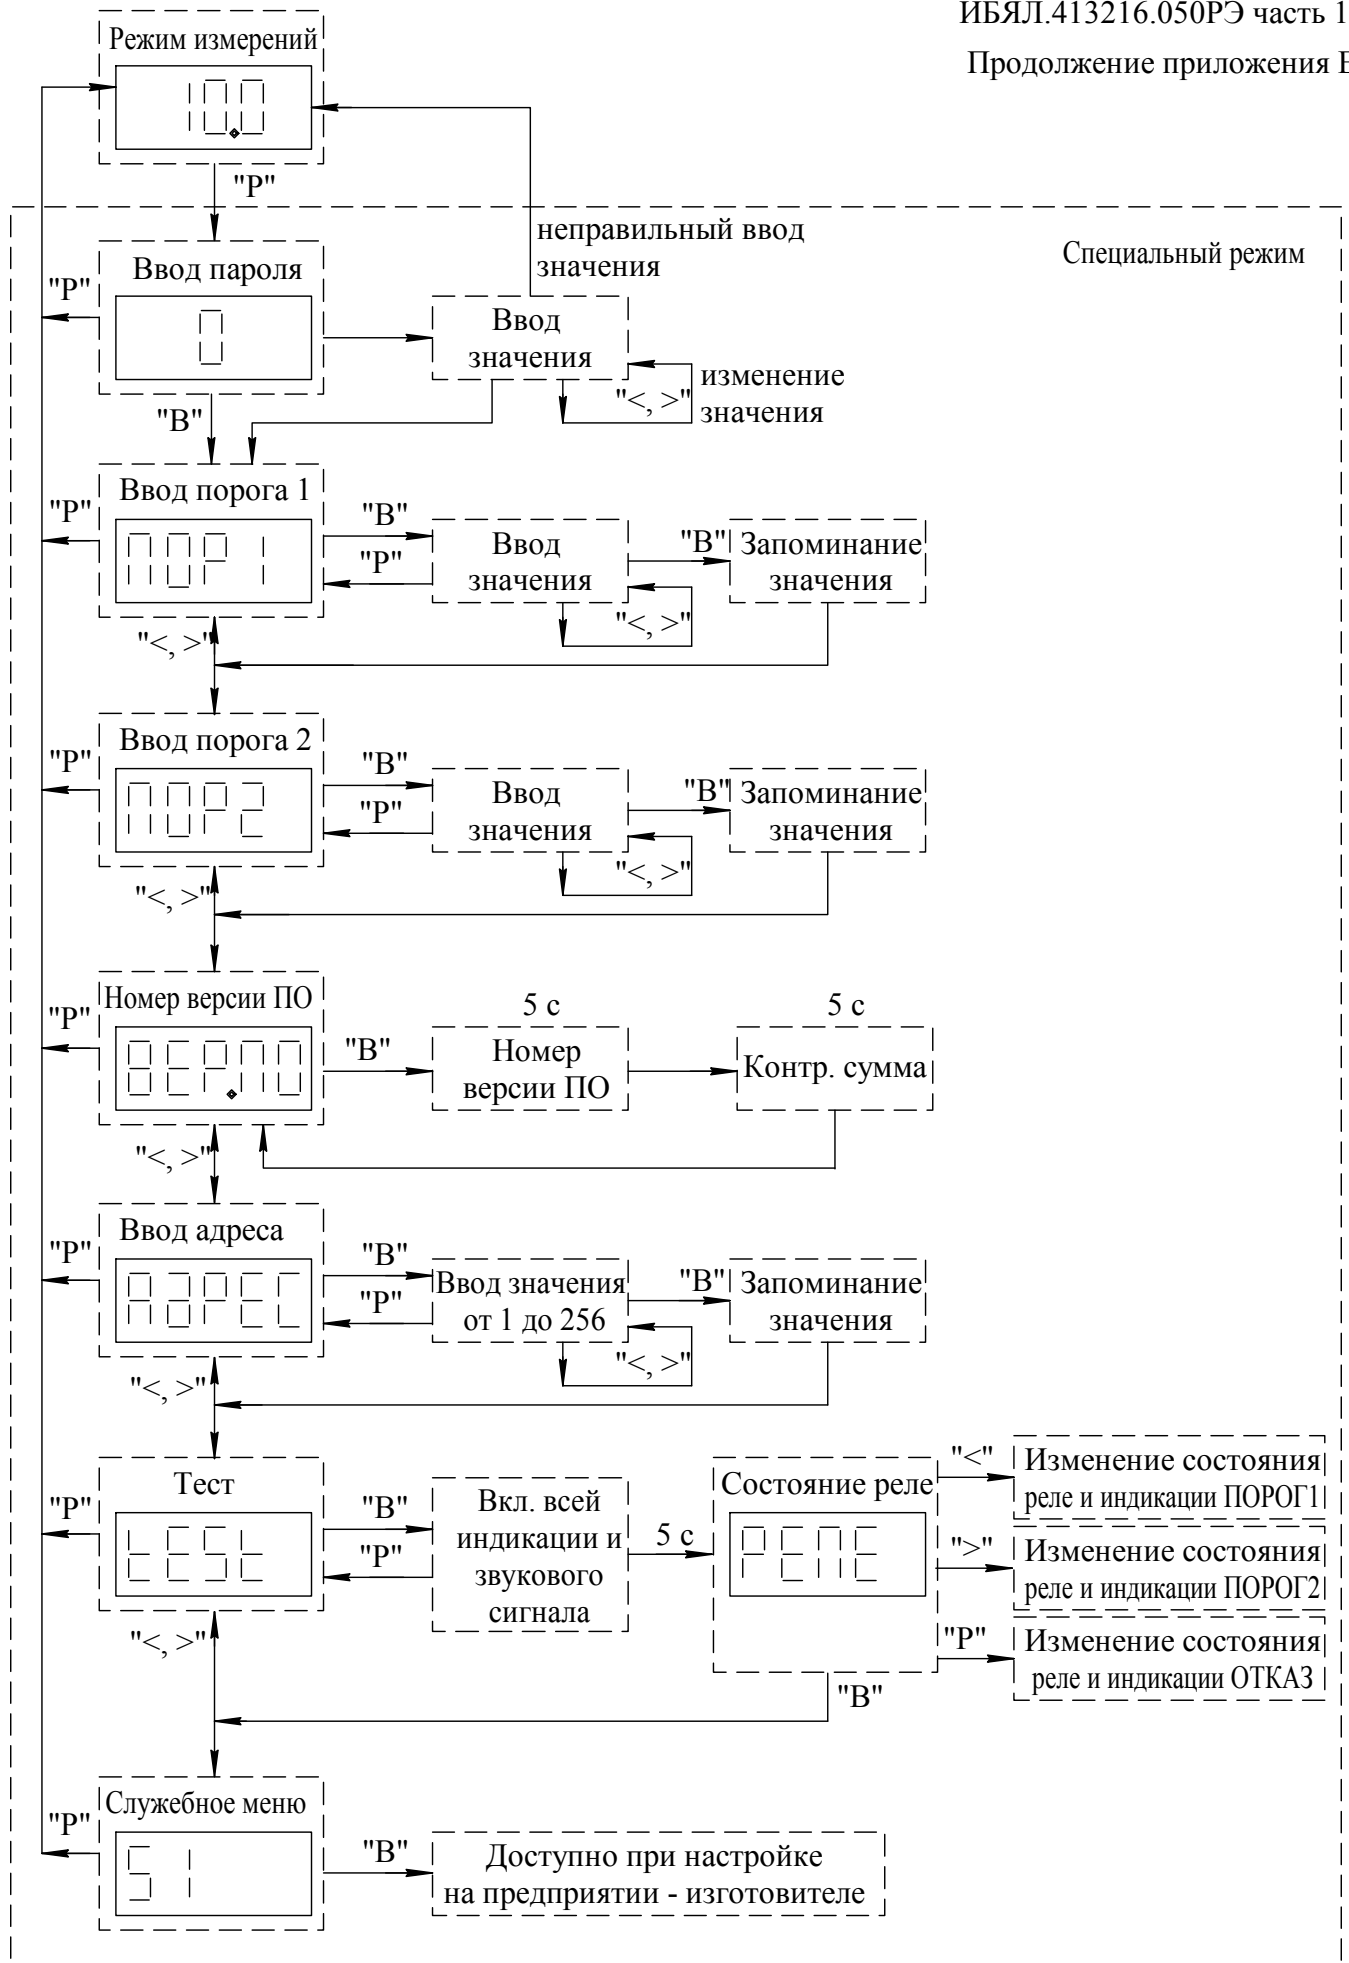 ИБЯЛ.413216.050РЭ часть 1
Продолжение приложения
Режим измерений
10.0
"Р"
Специальный режим
неправильный ввод
значения
Ввод пароля
"Р"
0
Ввод
значения
изменение
"<, >"
значения
"В"
Ввод порога 1
"Р"
ПОР1
"В"
"Р"
Ввод
значения
"В"
Запоминание
значения
"<, >"
"<, >"
Ввод порога 2
"Р"
ПОР2
"В"
"Р"
Ввод
значения
"В"
Запоминание
значения
"<, >"
"<, >"
Номер версии ПО
"Р"
ВЕР.ПО
"В"
5 с
Номер
версии ПО
5 с
Контр. сумма
"<, >"
Ввод адреса
"Р"
АдРЕС
"В"
"Р"
Ввод значения
от 1 до 256
"В"
Запоминание
значения
"<, >"
"<, >"
Тест
"Р"
tESt
"В"
"Р"
Вкл. всей
индикации и
звукового
сигнала
5 с
Состояние реле
РЕПЕ
"<"
Изменение состояния
реле и индикации ПОРОГ1
">"
Изменение состояния
реле и индикации ПОРОГ2
"Р"
Изменение состояния
реле и индикации ОТКАЗ
"<, >"
"В"
Служебное меню
"Р"
S1
"В"
Доступно при настройке
на предприятии - изготовителе